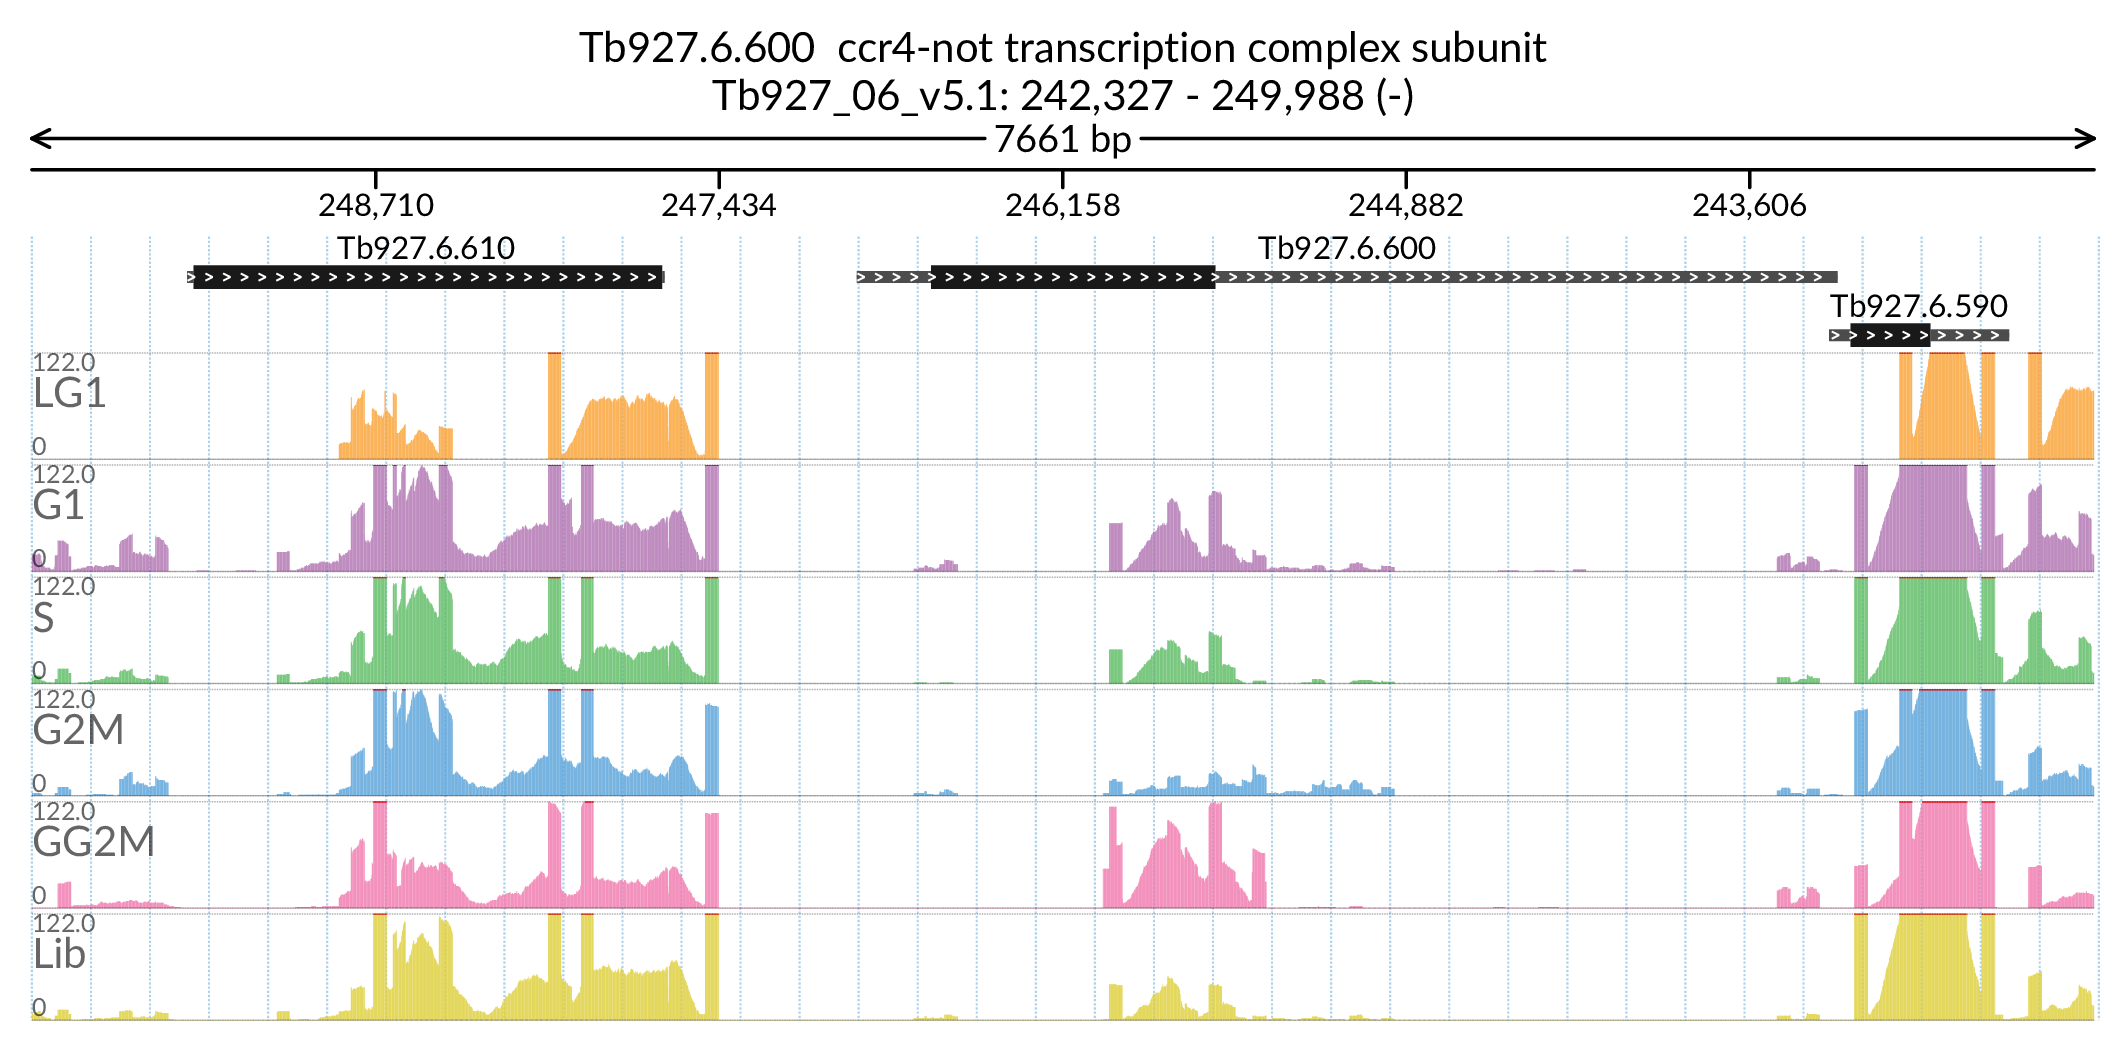 Tb927.6.600  ccr4-not transcription complex subunit
Tb927_06_v5.1: 242,327 - 249,988 (-)
7661 bp
248,710 247,434 246,158 244,882 243,606
Tb927.6.610 Tb927.6.600
Tb927.6.590
122.0
LG1
0
122.0
G1
0
122.0
S
0
122.0
G2M
0
122.0
GG2M
0
122.0
Lib
0